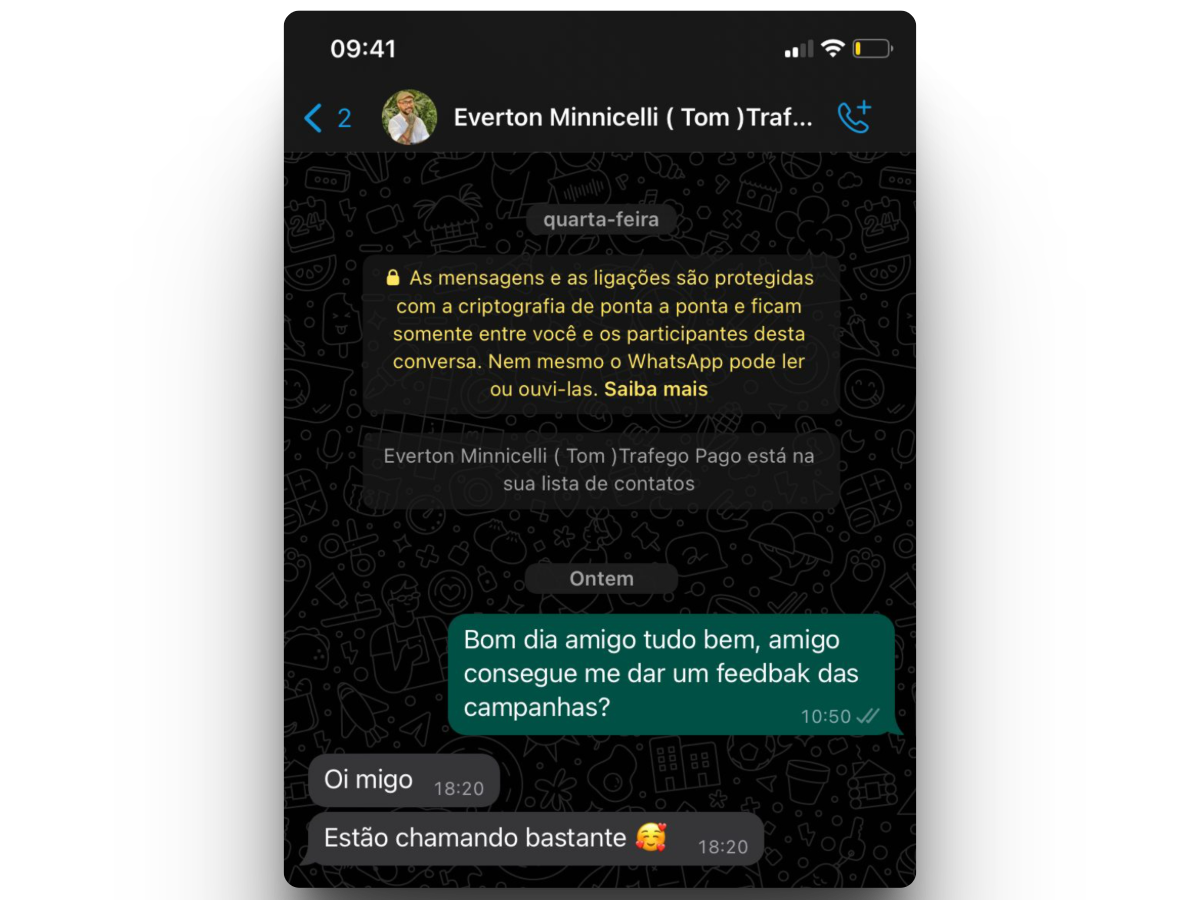 09:41
2
Everton Minnicelli ( Tom )Traf...
quarta-feira
As mensagens e as ligações são protegidas
com a criptografia de ponta a ponta e ficam
somente entre você e os participantes desta
conversa. Nem mesmo o WhatsApp pode ler
ou ouvi-las. Saiba mais
Everton Minnicelli ( Tom )Trafego Pago está na
sua lista de contatos
Ontem
Bom dia amigo tudo bem, amigo
consegue me dar um feedbak das
campanhas?
10:50
Oi migo 18:20
Estão chamando bastante 🥰 18:20